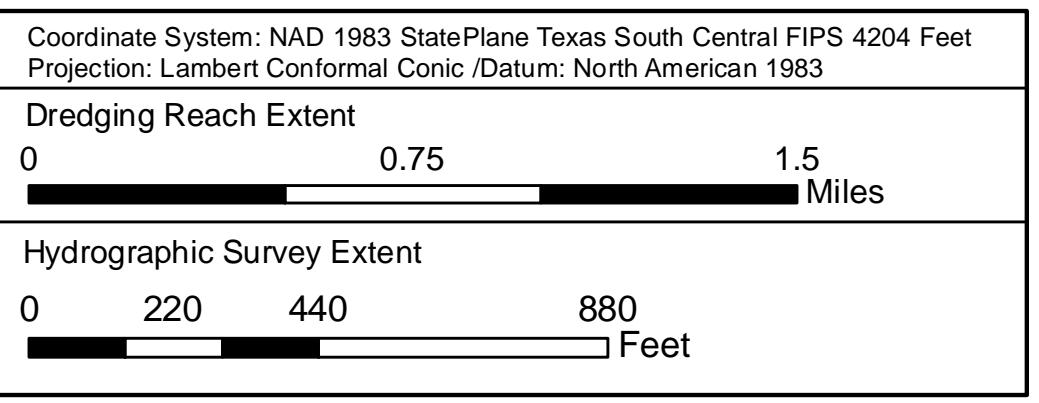 Coordinate System: NAD 1983 StatePlane Texas South Central FIPS 4204 Feet
Projection: Lambert Conformal Conic /Datum: North American 1983
Dredging Reach Extent
0 0.75 1.5
Miles
Hydrographic Survey Extent
0 220 440 880
Feet